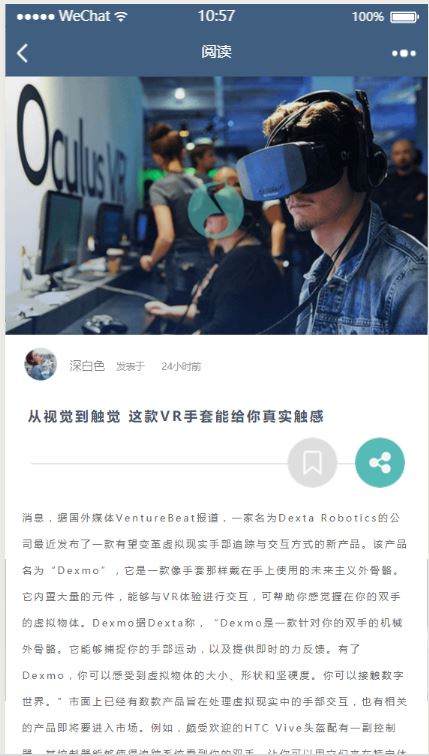 WeChat 10:57 100%
阅读
Oculus VR
深白色 发表于 24小时前
从视觉到触觉 这款VR手套能给你真实触感
消息，据国外媒体VentureBeat报道，一家名为Dexta Robotics的公
司最近发布了一款有望变革虚拟现实手部追踪与交互方式的新产品。该产品
名为“Dexmo”，它是一款像手套那样戴在手上使用的未来主义外骨骼。
它内置大量的元件，能够与VR体验进行交互，可帮助你感觉握在你的双手
的虚拟物体。Dexmo据Dexta称，“Dexmo是一款针对你的双手的机械
外骨骼。它能够捕捉你的手部运动，以及提供即时的力反馈。有了
Dexmo，你可以感受到虚拟物体的大小、形状和坚硬度。你可以接触数字
世界。”市面上已经有数款产品旨在处理虚拟现实中的手部交互，也有相关
的产品即将要进入市场。例如，颇受欢迎的HTC Vive头盔配有一副控制
器，其控制能够使得追踪系统看到你的双手，让你可以用它们来在特定体